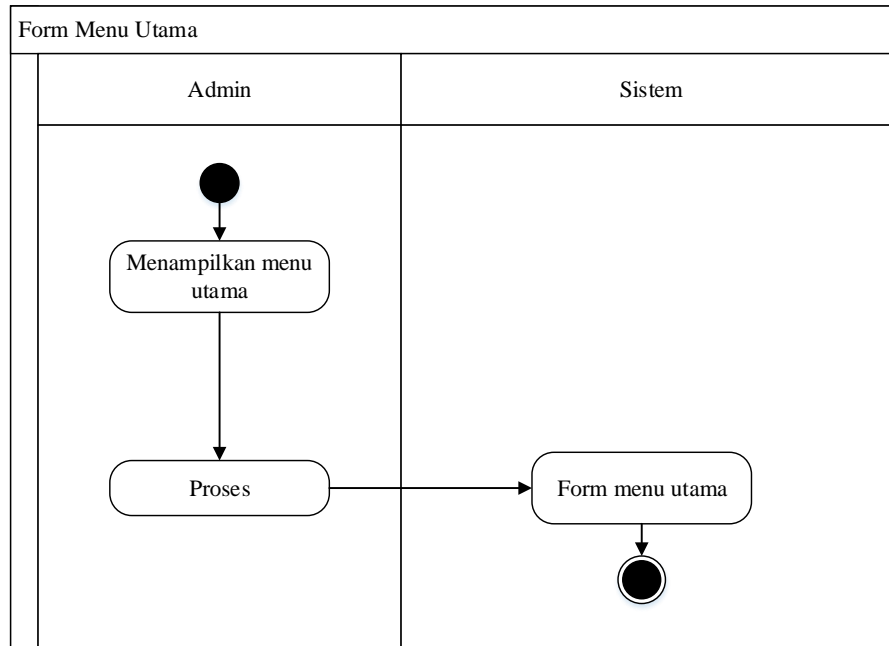 Form Menu Utama
Admin
Sistem
Menampilkan menu
utama
Proses
Form menu utama